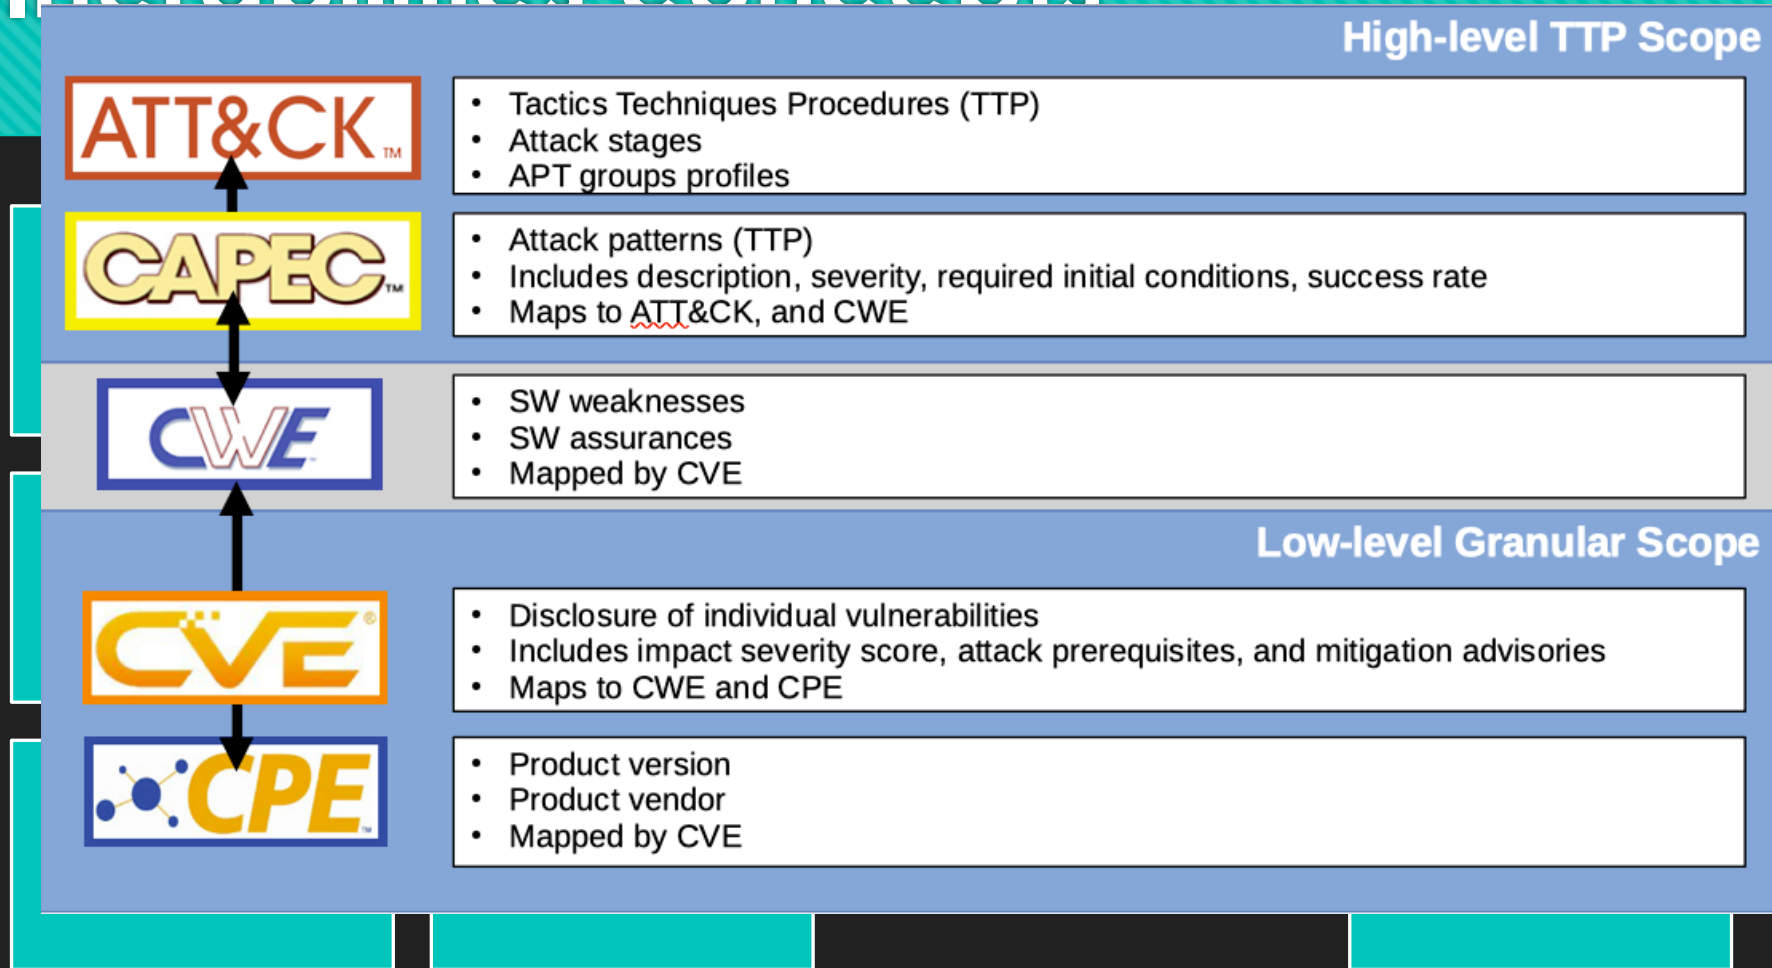 High-level TTP Scope
ATT&CK™
• Tactics Techniques Procedures (TTP)
• Attack stages
• APT groups profiles
CAPEC™
• Attack patterns (TTP)
• Includes description, severity, required initial conditions, success rate
• Maps to ATT&CK, and CWE
CWE
• SW weaknesses
• SW assurances
• Mapped by CVE
Low-level Granular Scope
CVE®
• Disclosure of individual vulnerabilities
• Includes impact severity score, attack prerequisites, and mitigation advisories
• Maps to CWE and CPE
CPE™
• Product version
• Product vendor
• Mapped by CVE